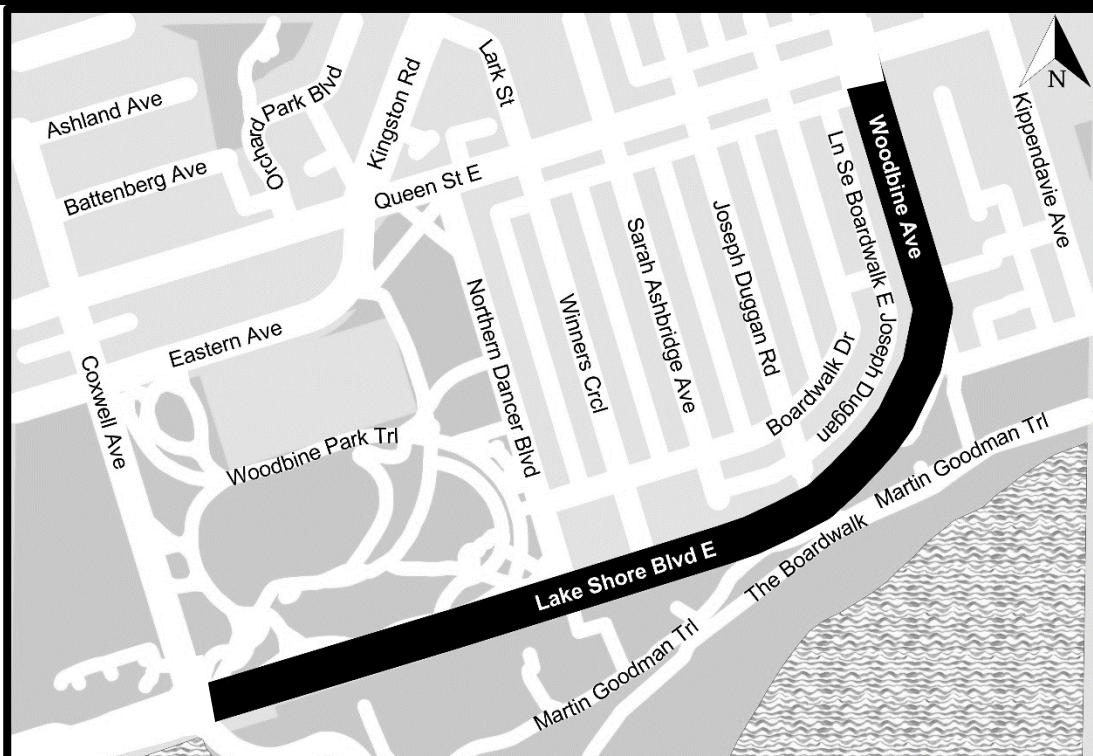 Ashland Ave
Battenberg Ave
Orchard Park Blvd
Kingston Rd
Lark St
Queen St E
N
Kippendavie Ave
Woodbine Ave
Ln Se Boardwalk E Joseph Duggan
Joseph Duggan Rd
Sarah Ashbridge Ave
Winners Crcl
Northern Dancer Blvd
Eastern Ave
Coxwell Ave
Woodbine Park Trl
Boardwalk Dr
Martin Goodman Trl
The Boardwalk
Lake Shore Blvd E
Martin Goodman Trl